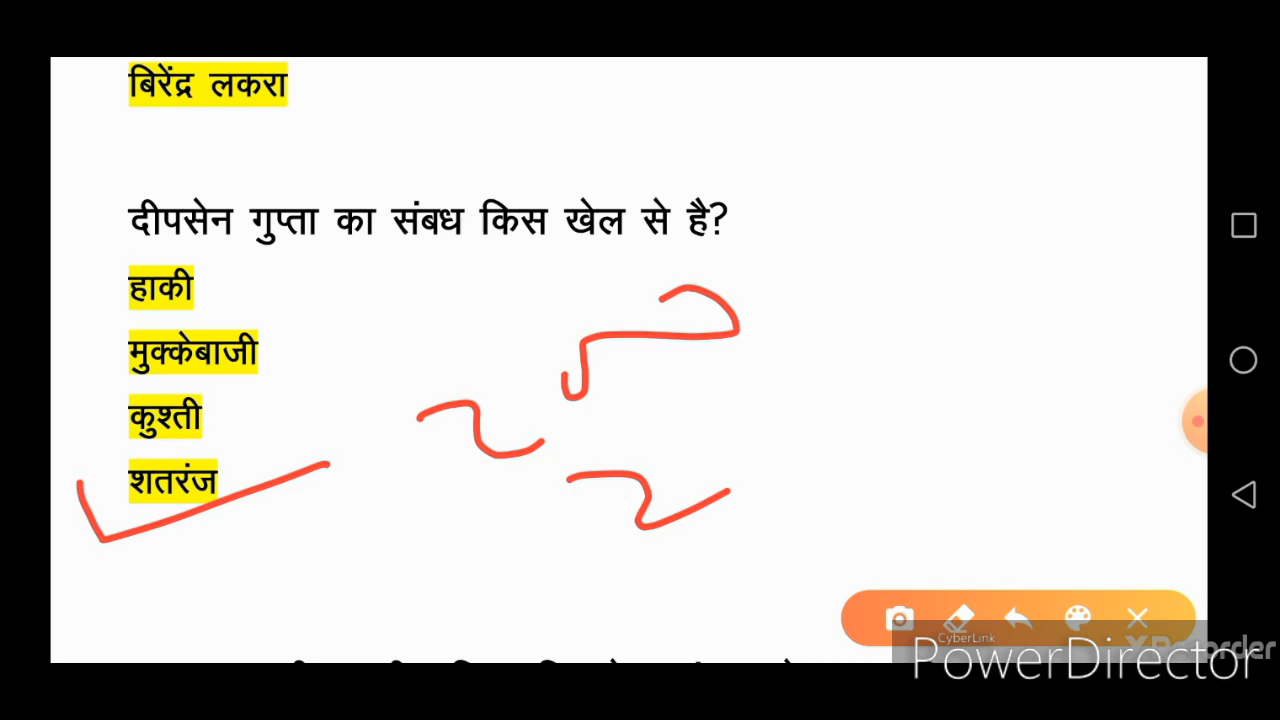 बिरेंद्र लकरा
दीपसेन गुप्ता का संबध किस खेल से है?
हाकी
मुक्केबाजी
कुश्ती
शतरंज
CyberLink
PowerDirector